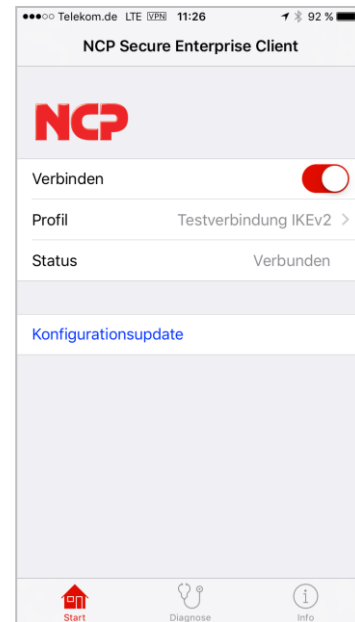 Telekom.de LTE VPN 11:26 92 %
NCP Secure Enterprise Client
NCP
Verbinden
Profil Testverbindung IKEv2
Status Verbunden
Konfigurationsupdate
Start Diagnose Info